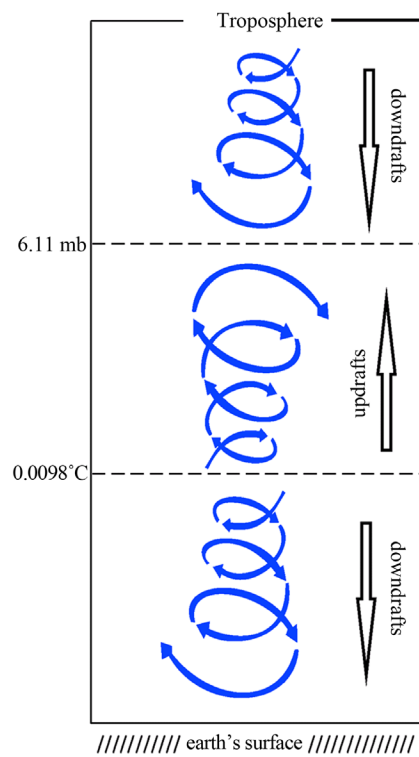 Troposphere
downdrafts
6.11 mb
updrafts
0.0098˚C
downdrafts
earth's surface